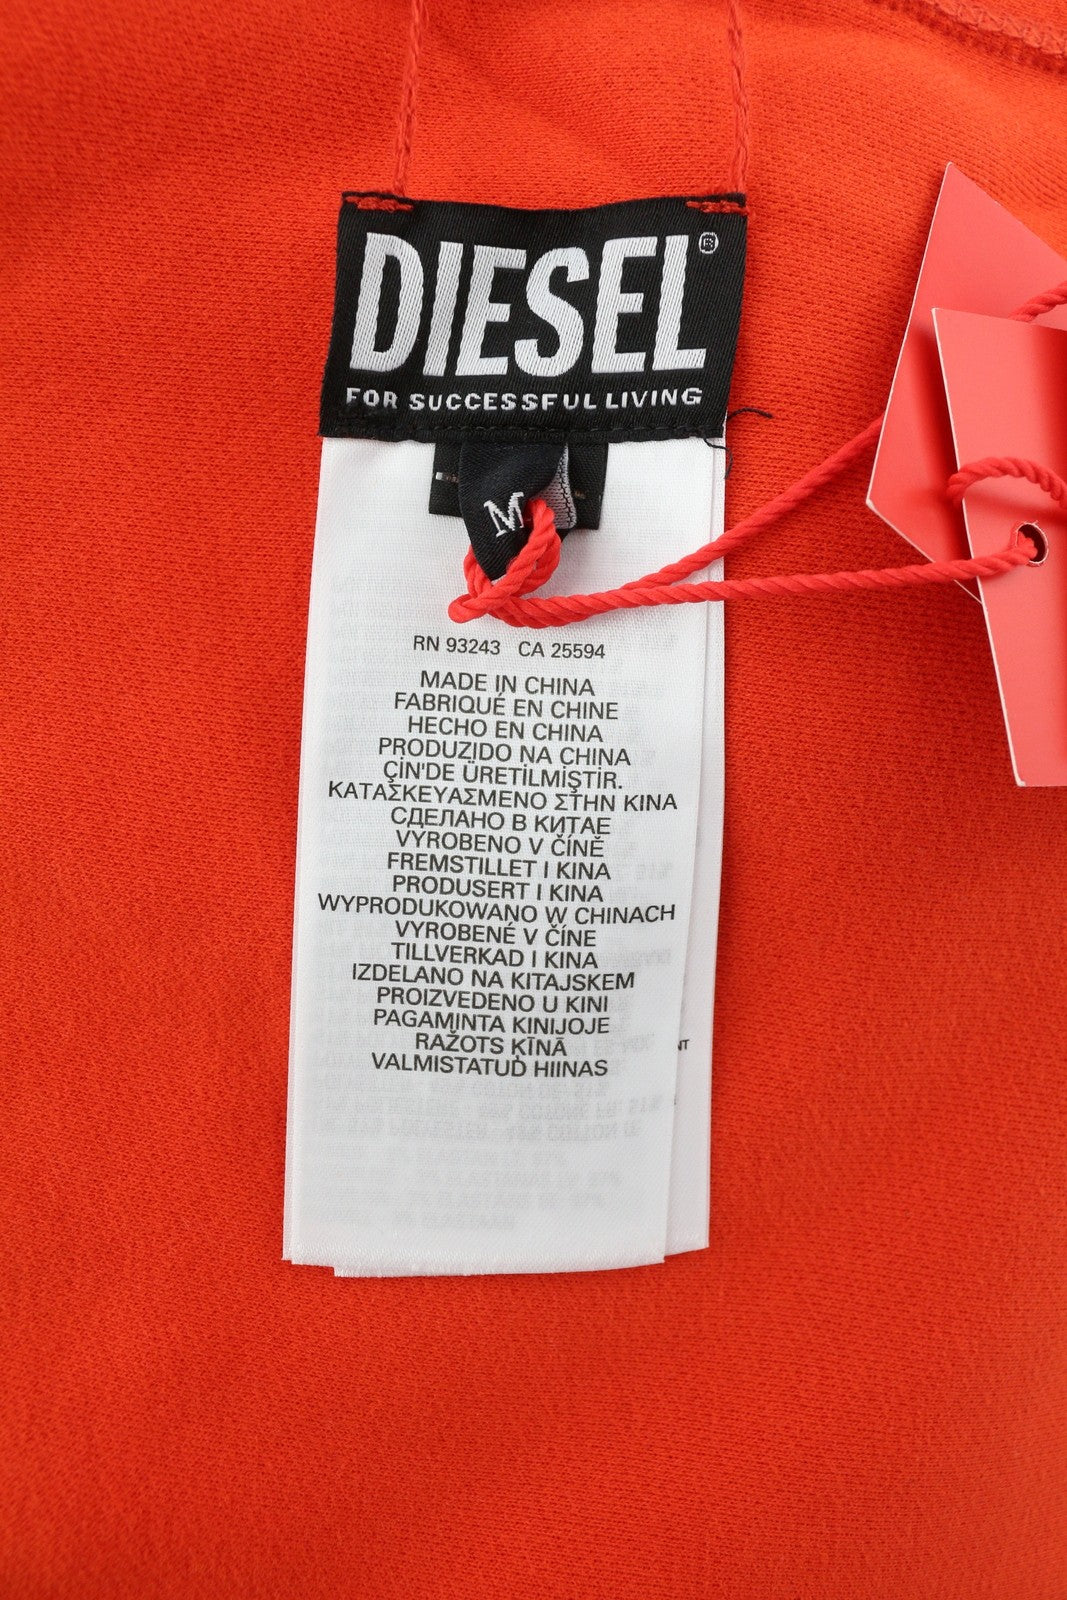 DIESEL®
FOR SUCCESSFUL LIVING
M
RN 93243 CA 25594
MADE IN CHINA
FABRIQUÉ EN CHINE
HECHO EN CHINA
PRODUZIDO NA CHINA
ÇİN'DE ÜRETİLMİŞTİR.
ΚΑΤΑΣΚΕΥΑΣΜΕΝΟ ΣΤΗΝ ΚΙΝΑ
СДЕЛАНО В КИТАЕ
VYROBENO V ČÍNĚ
FREMSTILLET I KINA
PRODUSERT I KINA
WYPRODUKOWANO W CHINACH
VYROBENÉ V ČÍNE
TILLVERKAD I KINA
IZDELANO NA KITAJSKEM
PROIZVEDENO U KINI
PAGAMINTA KINIJOJE
RAŽOTS ĶĪNĀ
VALMISTATUD HIINAS